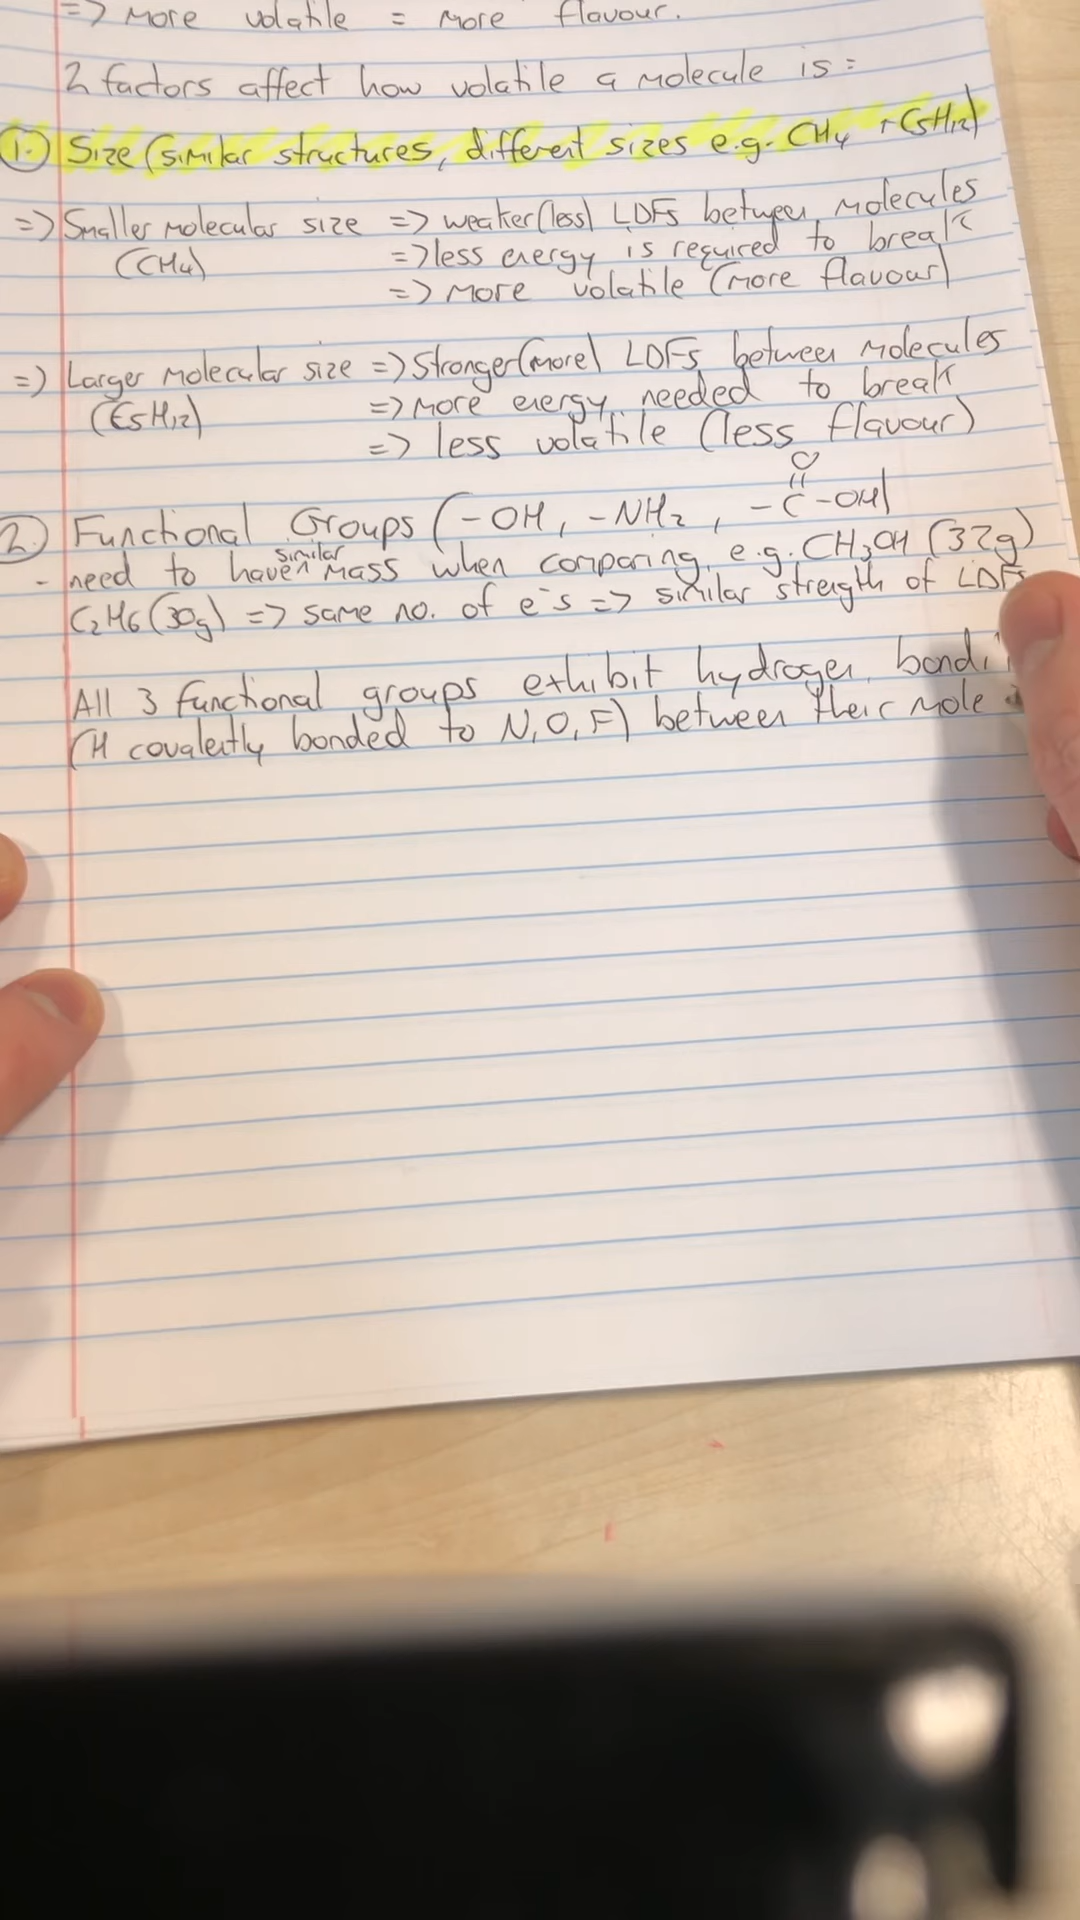 => More volatile = more flavour.
2 factors affect how volatile a molecule is:
1.) Size (similar structures, different sizes e.g. CH4 + C5H12)
=> Smaller molecular size => weaker (less) LDFs between molecules
(CH4) => less energy is required to break
=> More volatile (more flavour)
=> Larger molecular size => Stronger (more) LDFs between molecules
(C5H12) => more energy needed to break
=> less volatile (less flavour)
O
2.) Functional Groups (-OH, -NH2, -C-OH)
similar
- need to have mass when comparing, e.g. CH3OH (32g)
C2H6 (30g) => same no. of e-s => similar strength of LDFs
All 3 functional groups exhibit hydrogen
(H covalently bonded to N,O,F) between their